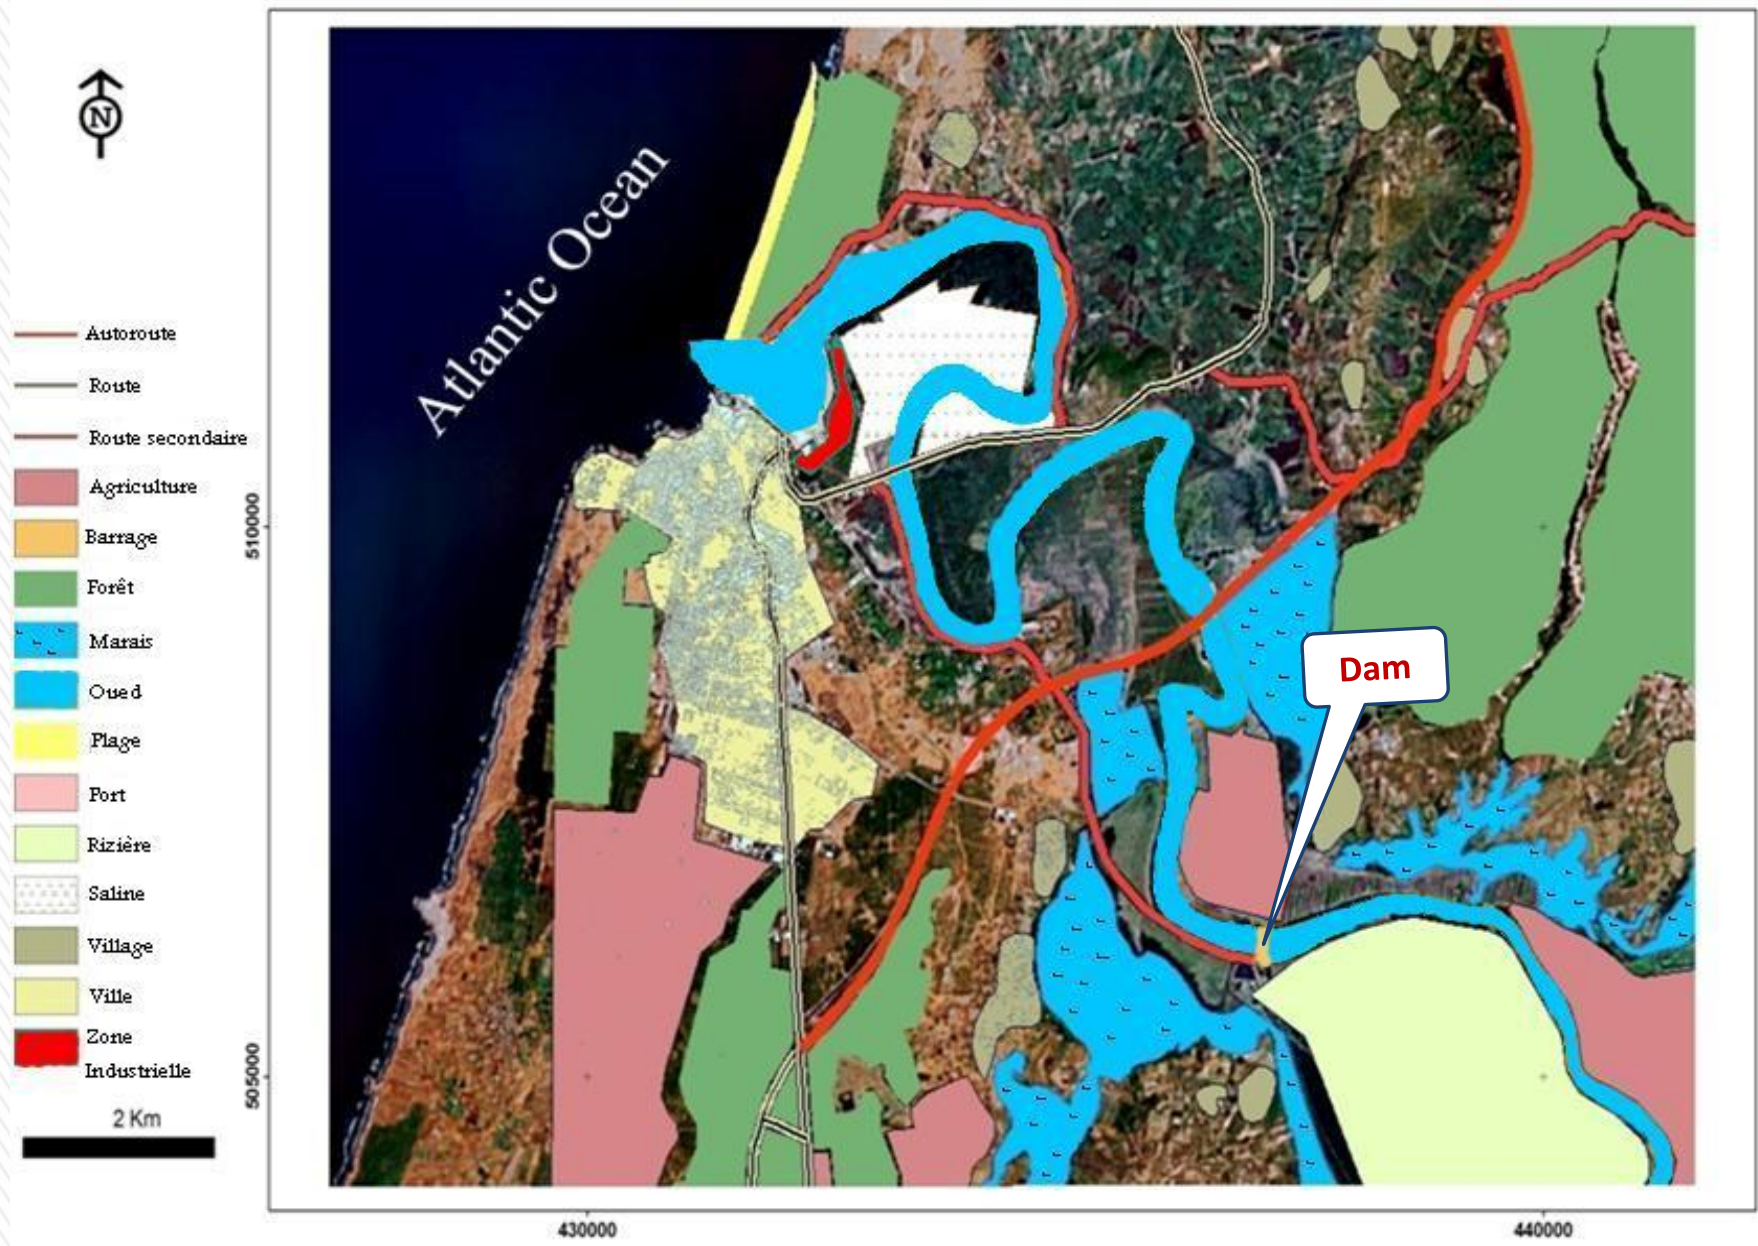 N
Atlantic Ocean
Autoroute
Route
Route secondaire
Agriculture
Barrage
Forêt
Marais
Oued
Plage
Port
Rizière
Saline
Village
Ville
Zone
Industrielle
2 Km
510000
505000
Dam
430000
440000